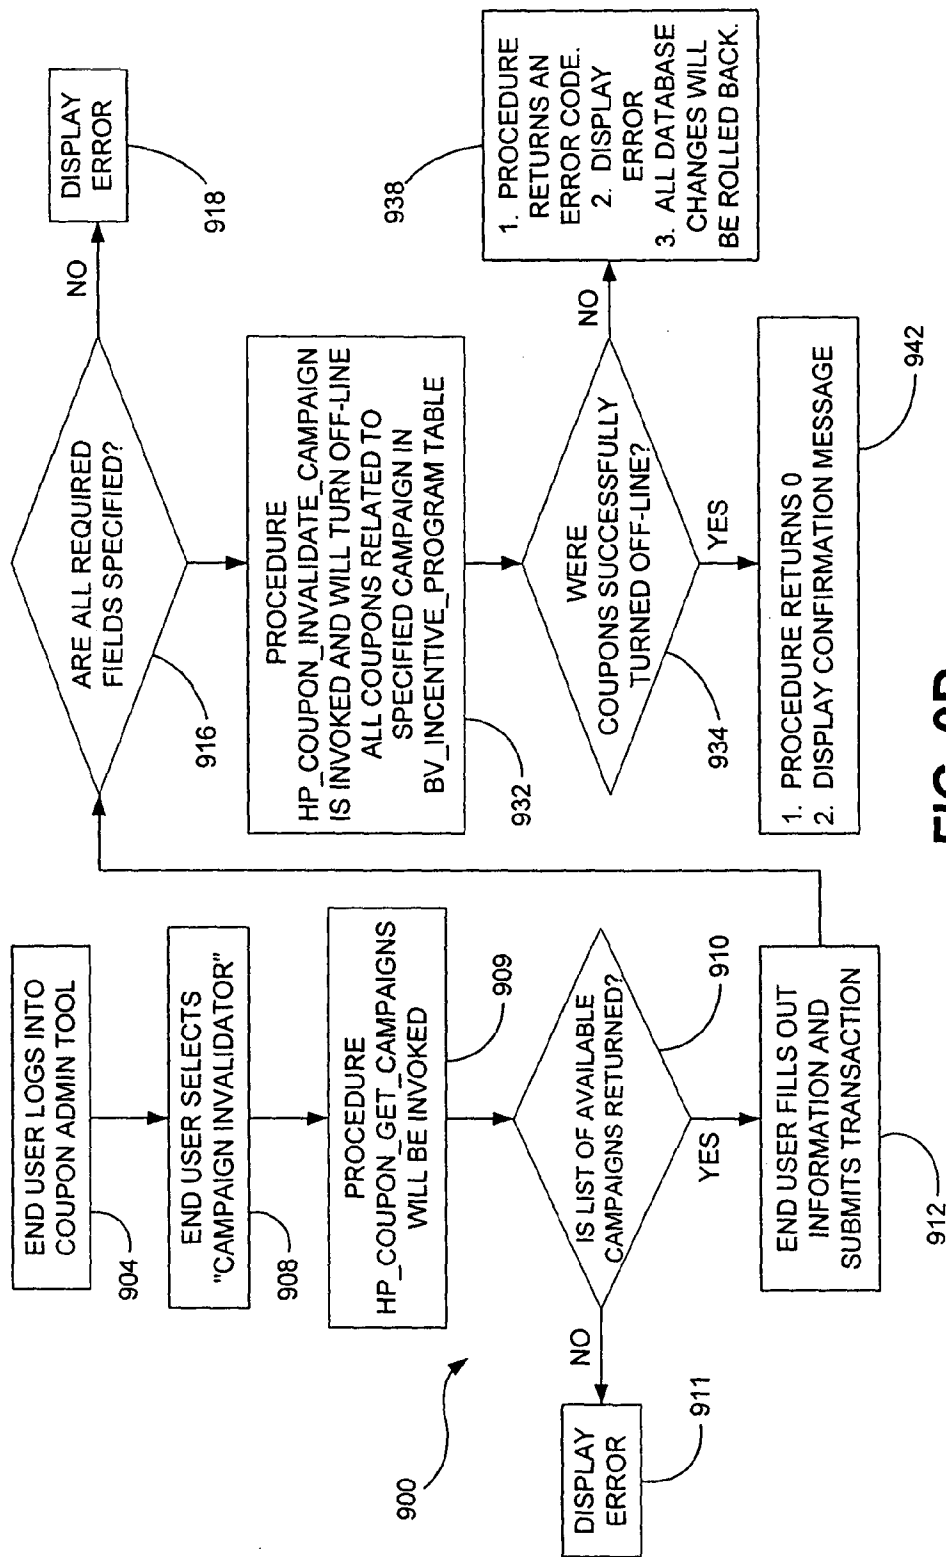 END USER LOGS INTO
COUPON ADMIN TOOL
904
END USER SELECTS
"CAMPAIGN INVALIDATOR"
908
PROCEDURE
HP_COUPON_GET_CAMPAIGNS
WILL BE INVOKED
909
900
IS LIST OF AVAILABLE
CAMPAIGNS RETURNED?
910
NO
DISPLAY
ERROR
911
YES
END USER FILLS OUT
INFORMATION AND
SUBMITS TRANSACTION
912
ARE ALL REQUIRED
FIELDS SPECIFIED?
916
NO
DISPLAY
ERROR
918
PROCEDURE
HP_COUPON_INVALIDATE_CAMPAIGN
IS INVOKED AND WILL TURN OFF-LINE
ALL COUPONS RELATED TO
SPECIFIED CAMPAIGN IN
BV_INCENTIVE_PROGRAM TABLE
932
WERE
COUPONS SUCCESSFULLY
TURNED OFF-LINE?
934
NO
1. PROCEDURE
RETURNS AN
ERROR CODE.
2. DISPLAY
ERROR
3. ALL DATABASE
CHANGES WILL
BE ROLLED BACK.
938
YES
1. PROCEDURE RETURNS 0
2. DISPLAY CONFIRMATION MESSAGE
942
FIG.